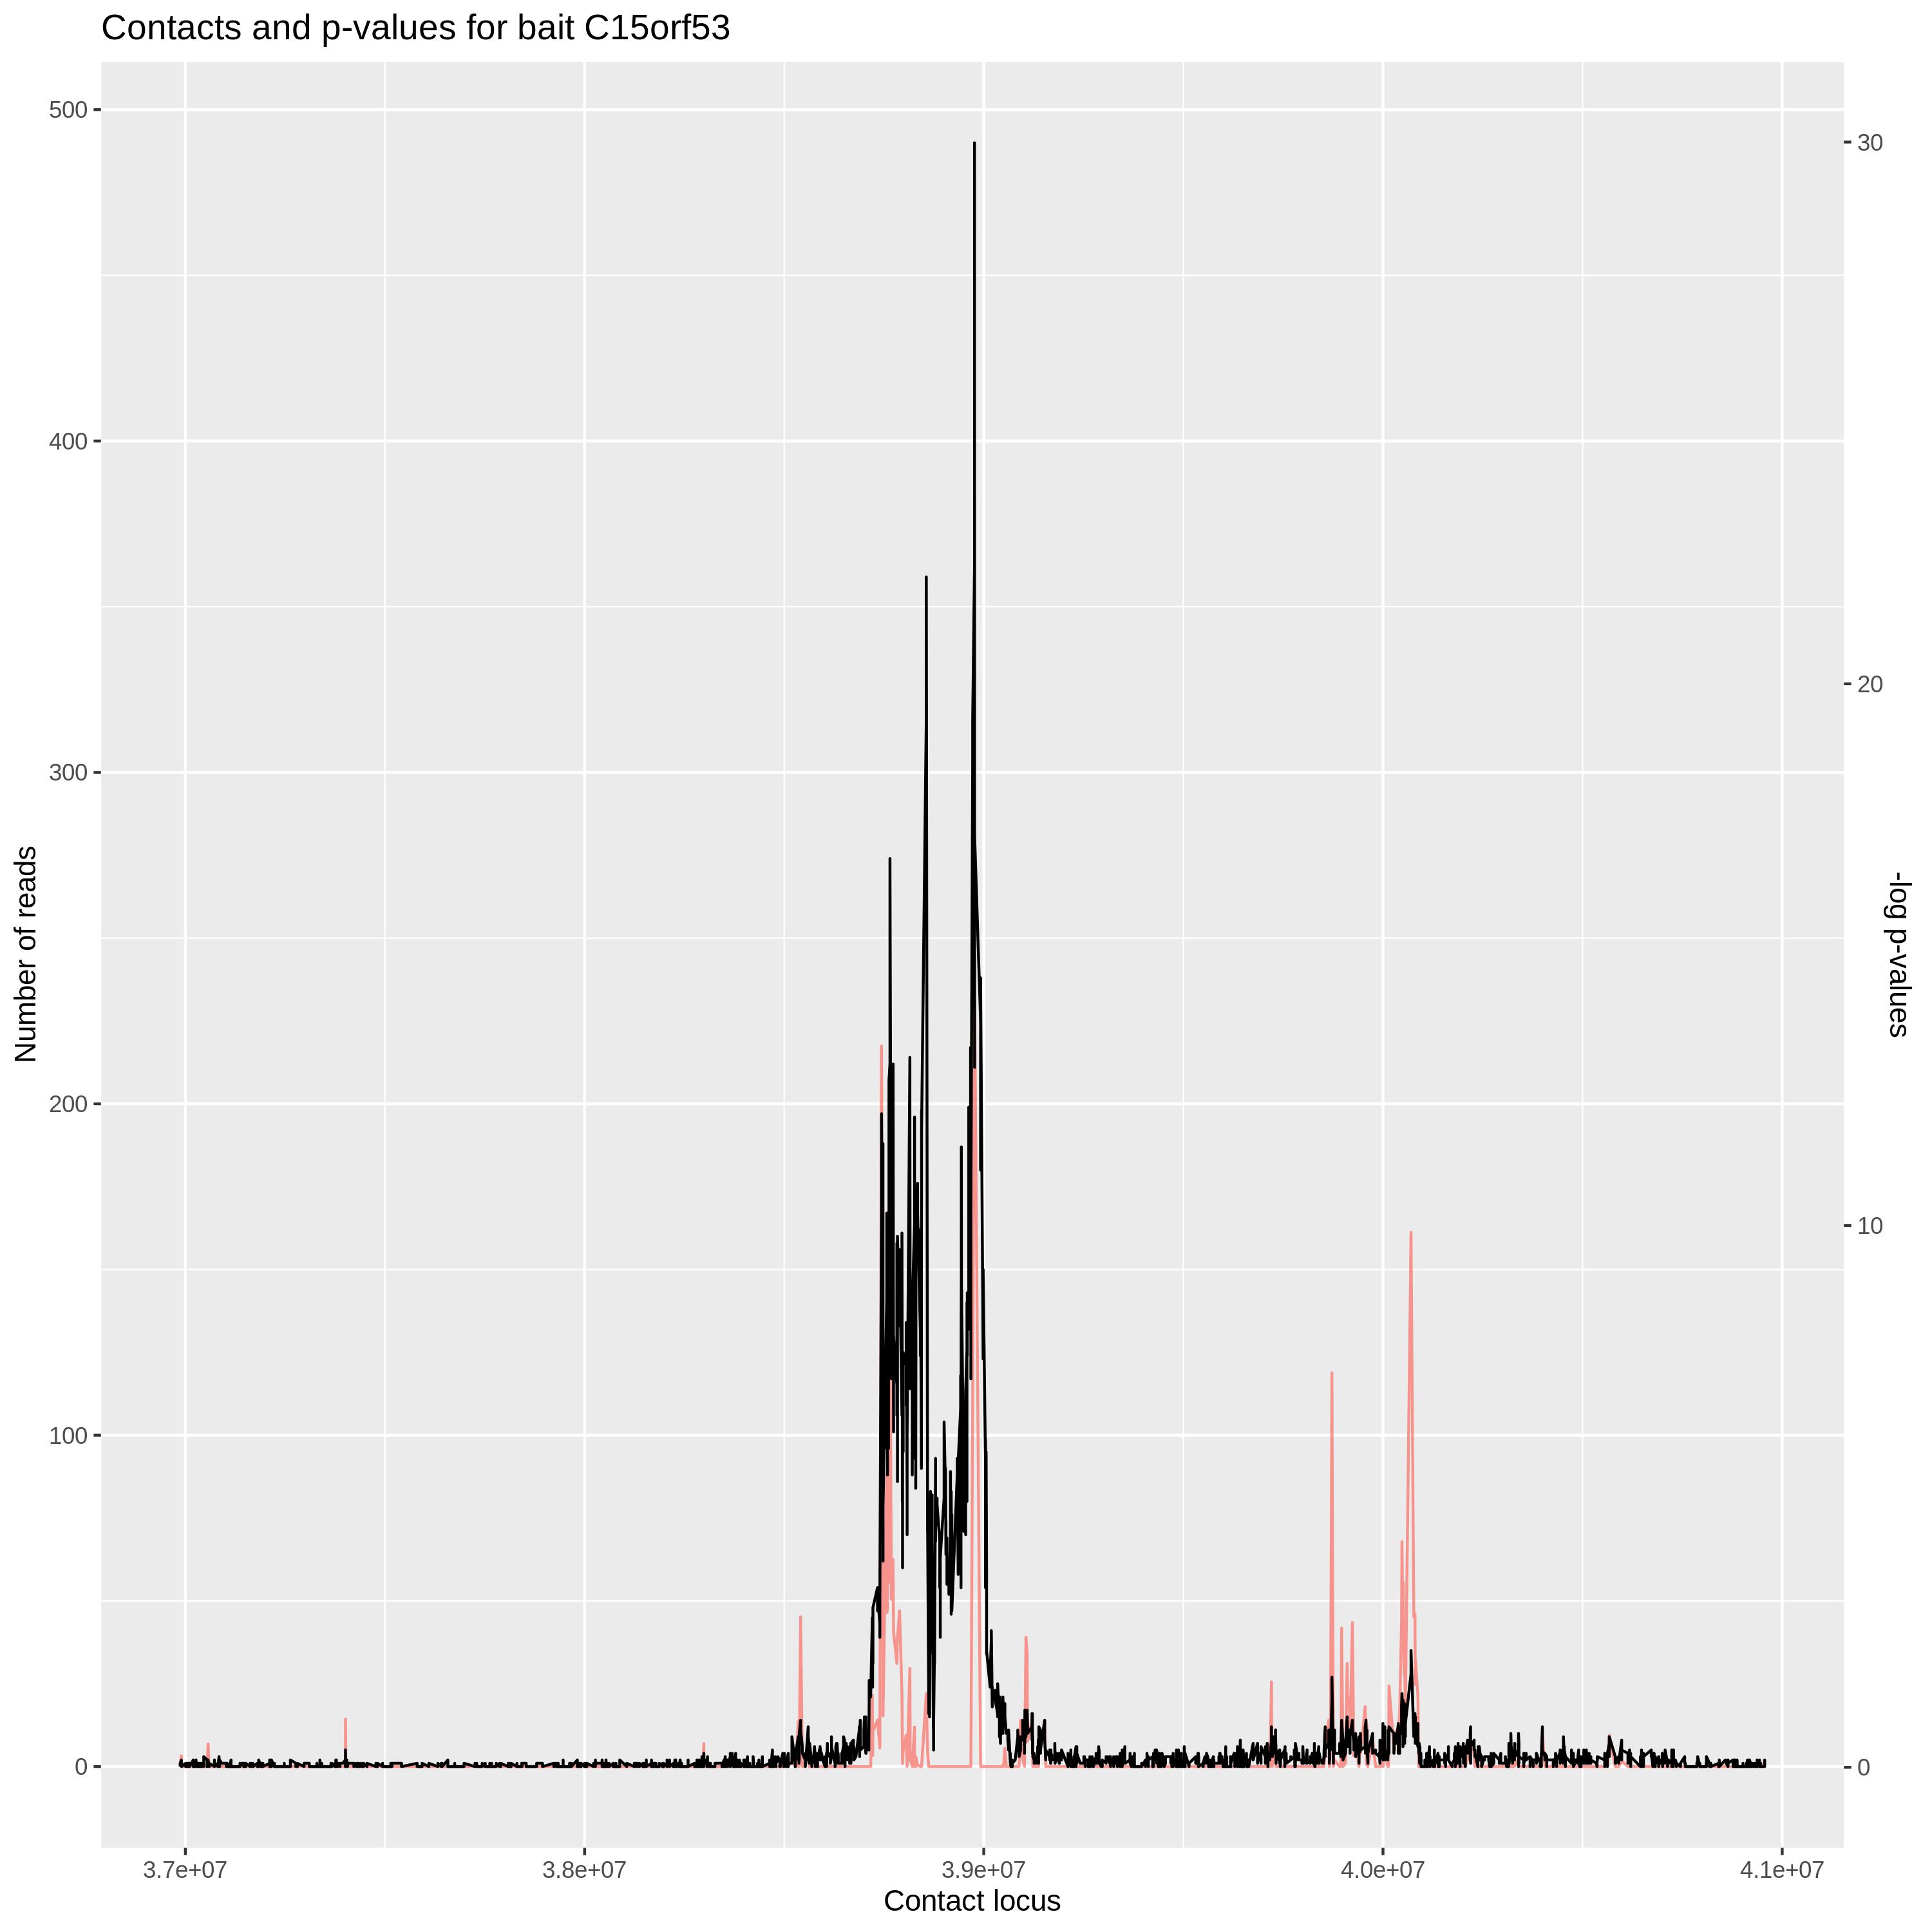 Contacts and p-values for bait C15orf53
500
400
300
200
100
0
Number of reads
30
20
10
0
-log p-values
3.7e+07 3.8e+07 3.9e+07 4.0e+07 4.1e+07
Contact locus